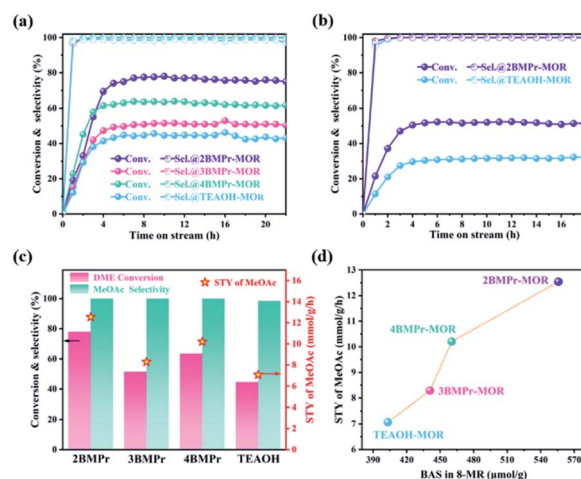 (a)
100
80
60
40
20
0
Conversion & selectivity (%)
Conv. Sel.@2BMPr-MOR
Conv. Sel.@3BMPr-MOR
Conv. Sel.@4BMPr-MOR
Conv. Sel.@TEAOH-MOR
0 4 8 12 16 20
Time on stream (h)
(b)
100
80
60
40
20
0
Conversion & selectivity (%)
Conv. Sel.@2BMPr-MOR
Conv. Sel.@TEAOH-MOR
0 2 4 6 8 10 12 14 16
Time on stream (h)
(c)
DME Conversion
MeOAc Selectivity
STY of MeOAc
100
80
60
40
20
0
Conversion & selectivity (%)
16
14
12
10
8
6
4
2
0
STY of MeOAc (mmol/g/h)
2BMPr 3BMPr 4BMPr TEAOH
(d)
13
12
11
10
9
8
7
6
STY of MeOAc (mmol/g/h)
2BMPr-MOR
4BMPr-MOR
3BMPr-MOR
TEAOH-MOR
390 420 450 480 510 540 570
BAS in 8-MR (μmol/g)